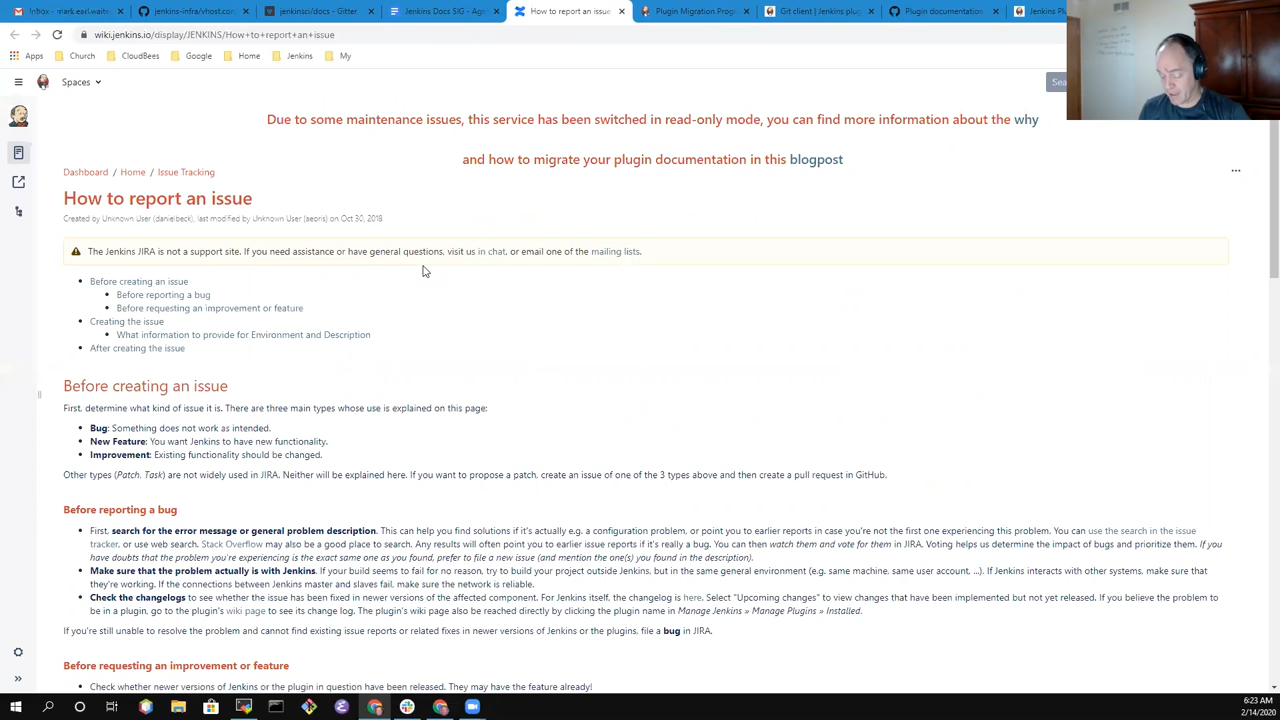 Inbox - mark.earl.waite
jenkins-infra/vhost.con
jenkinsci/docs - Gitter
Jenkins Docs SIG - Age
How to report an issue
Plugin Migration Prog
Git client | Jenkins plu
Plugin documentation
Jenkins Pl
wiki.jenkins.io/display/JENKINS/How+to+report+an+issue
Apps
Church
CloudBees
Google
Home
Jenkins
My
Spaces
Sea
Due to some maintenance issues, this service has been switched in read-only mode, you can find more information about the why
and how to migrate your plugin documentation in this blogpost
Dashboard / Home / Issue Tracking
How to report an issue
Created by Unknown User (danielbeck), last modified by Unknown User (aeoris) on Oct 30, 2018
The Jenkins JIRA is not a support site. If you need assistance or have general questions, visit us in chat, or email one of the mailing lists.
Before creating an issue
Before reporting a bug
Before requesting an improvement or feature
Creating the issue
What information to provide for Environment and Description
After creating the issue
Before creating an issue
First, determine what kind of issue it is. There are three main types whose use is explained on this page:
Bug: Something does not work as intended.
New Feature: You want Jenkins to have new functionality.
Improvement: Existing functionality should be changed.
Other types (Patch, Task) are not widely used in JIRA. Neither will be explained here. If you want to propose a patch, create an issue of one of the 3 types above and then create a pull request in GitHub.
Before reporting a bug
First, search for the error message or general problem description. This can help you find solutions if it's actually e.g. a configuration problem, or point you to earlier reports in case you're not the first one experiencing this problem. You can use the search in the issue
tracker, or use web search. Stack Overflow may also be a good place to search. Any results will often point you to earlier issue reports if it's really a bug. You can then watch them and vote for them in JIRA. Voting helps us determine the impact of bugs and prioritize them. If you
have doubts that the problem you're experiencing is the exact same one as you found, prefer to file a new issue (and mention the one(s) you found in the description).
Make sure that the problem actually is with Jenkins. If your build seems to fail for no reason, try to build your project outside Jenkins, but in the same general environment (e.g. same machine, same user account, ...). If Jenkins interacts with other systems, make sure that
they're working. If the connections between Jenkins master and slaves fail, make sure the network is reliable.
Check the changelogs to see whether the issue has been fixed in newer versions of the affected component. For Jenkins itself, the changelog is here. Select "Upcoming changes" to view changes that have been implemented but not yet released. If you believe the problem to
be in a plugin, go to the plugin's wiki page to see its change log. The plugin's wiki page also be reached directly by clicking the plugin name in Manage Jenkins » Manage Plugins » Installed.
If you're still unable to resolve the problem and cannot find existing issue reports or related fixes in newer versions of Jenkins or the plugins, file a bug in JIRA.
Before requesting an improvement or feature
Check whether newer versions of Jenkins or the plugin in question have been released. They may have the feature already!
6:23 AM
2/14/2020